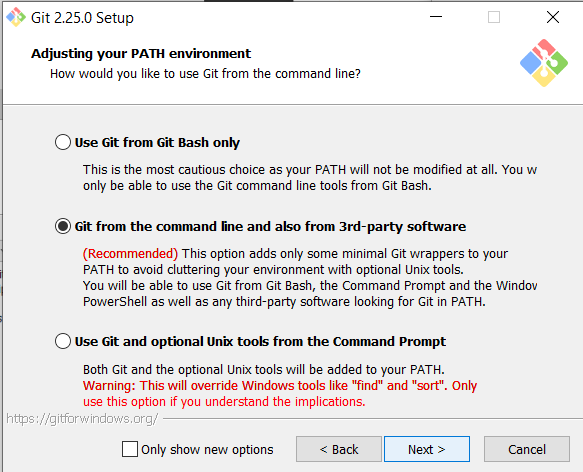 Git 2.25.0 Setup
Adjusting your PATH environment
How would you like to use Git from the command line?
Use Git from Git Bash only
This is the most cautious choice as your PATH will not be modified at all. You w
only be able to use the Git command line tools from Git Bash.
Git from the command line and also from 3rd-party software
(Recommended) This option adds only some minimal Git wrappers to your
PATH to avoid cluttering your environment with optional Unix tools.
You will be able to use Git from Git Bash, the Command Prompt and the Window
PowerShell as well as any third-party software looking for Git in PATH.
Use Git and optional Unix tools from the Command Prompt
Both Git and the optional Unix tools will be added to your PATH.
Warning: This will override Windows tools like "find" and "sort". Only
use this option if you understand the implications.
https://gitforwindows.org/
Only show new options
< Back
Next >
Cancel